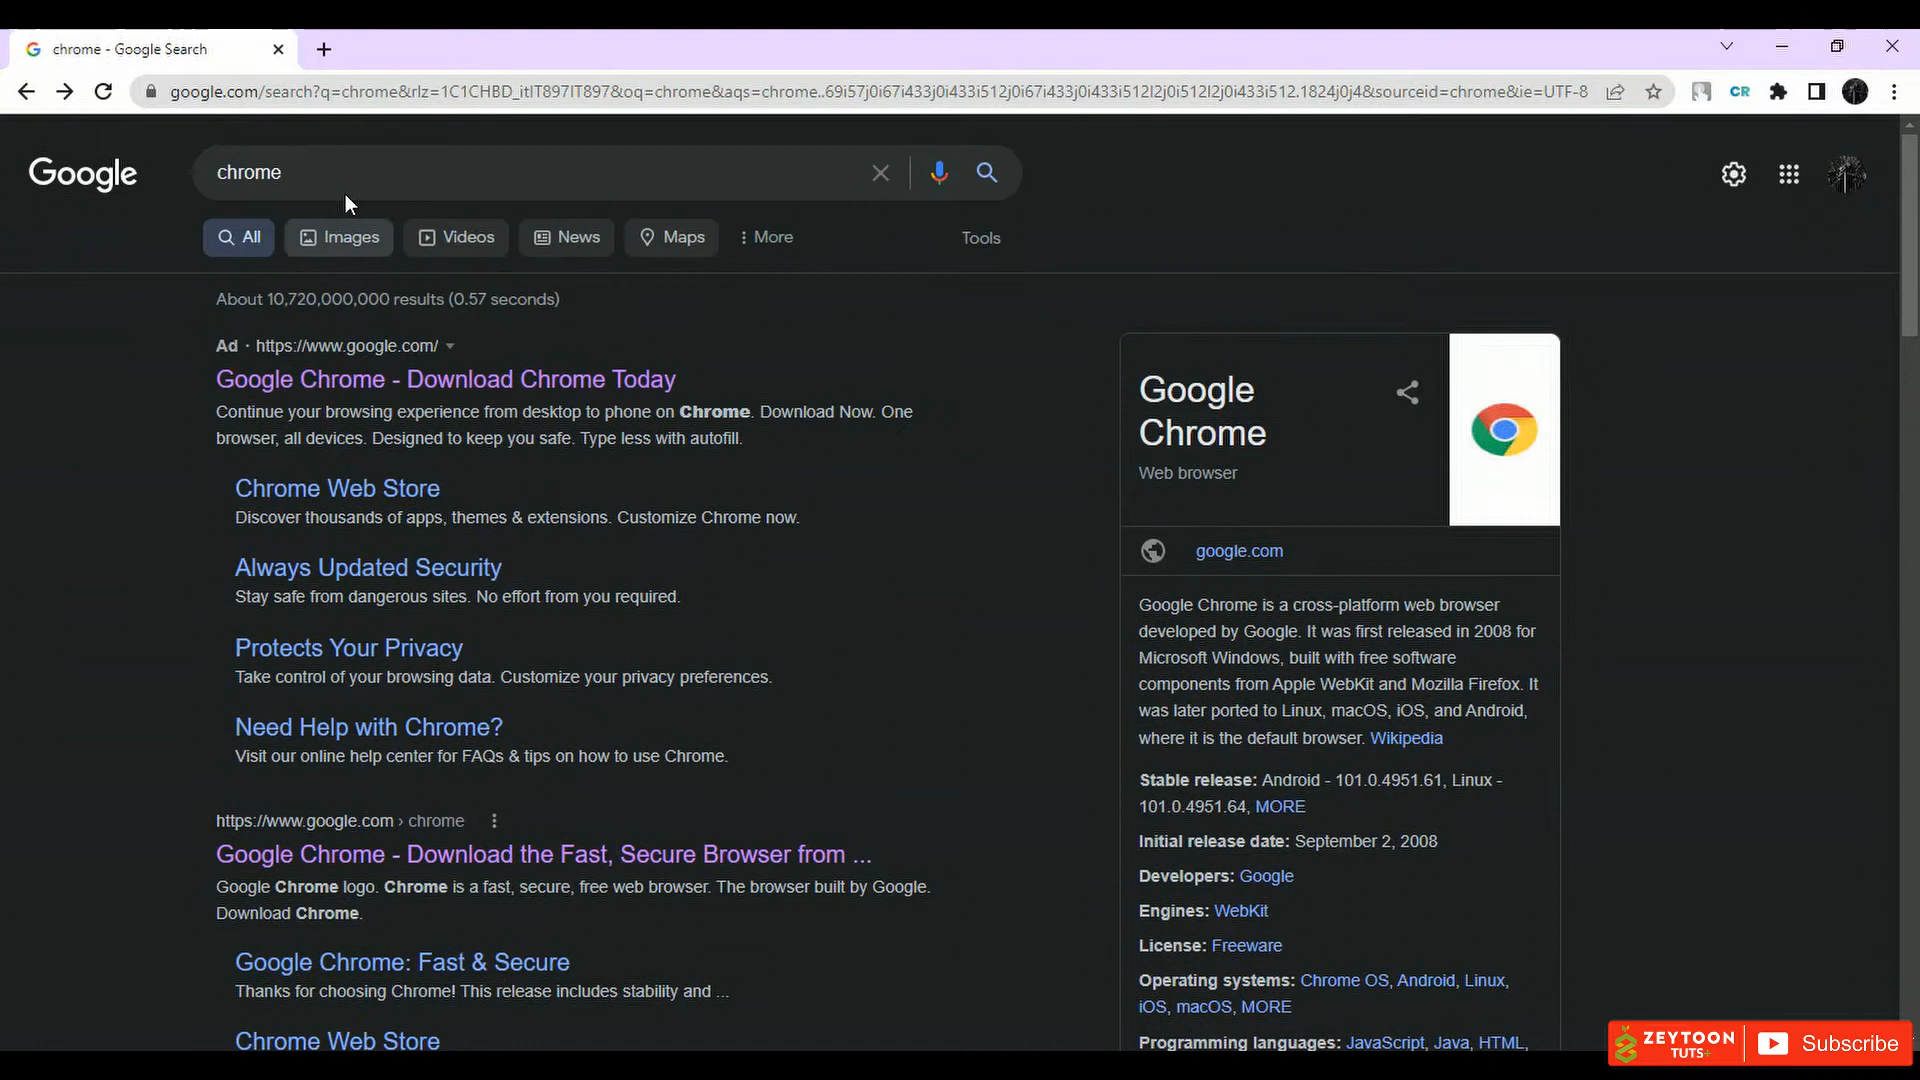 chrome - Google Search
google.com/search?q=chrome&rlz=1C1CHBD_itIT897IT897&oq=chrome&aqs=chrome..69i57j0i67i433j0i433i512j0i67i433j0i433i512l2j0i512l2j0i433i512.1824j0j4&sourceid=chrome&ie=UTF-8
CR
Google
chrome
All
Images
Videos
News
Maps
More
Tools
About 10,720,000,000 results (0.57 seconds)
Ad · https://www.google.com/
Google Chrome - Download Chrome Today
Continue your browsing experience from desktop to phone on Chrome. Download Now. One
browser, all devices. Designed to keep you safe. Type less with autofill.
Chrome Web Store
Discover thousands of apps, themes & extensions. Customize Chrome now.
Always Updated Security
Stay safe from dangerous sites. No effort from you required.
Protects Your Privacy
Take control of your browsing data. Customize your privacy preferences.
Need Help with Chrome?
Visit our online help center for FAQs & tips on how to use Chrome.
https://www.google.com › chrome
Google Chrome - Download the Fast, Secure Browser from ...
Google Chrome logo. Chrome is a fast, secure, free web browser. The browser built by Google.
Download Chrome.
Google Chrome: Fast & Secure
Thanks for choosing Chrome! This release includes stability and ...
Chrome Web Store
Google
Chrome
Web browser
google.com
Google Chrome is a cross-platform web browser
developed by Google. It was first released in 2008 for
Microsoft Windows, built with free software
components from Apple WebKit and Mozilla Firefox. It
was later ported to Linux, macOS, iOS, and Android,
where it is the default browser. Wikipedia
Stable release: Android - 101.0.4951.61, Linux -
101.0.4951.64, MORE
Initial release date: September 2, 2008
Developers: Google
Engines: WebKit
License: Freeware
Operating systems: Chrome OS, Android, Linux,
iOS, macOS, MORE
Programming languages: JavaScript, Java, HTML,
ZEYTOON
TUTS+
Subscribe